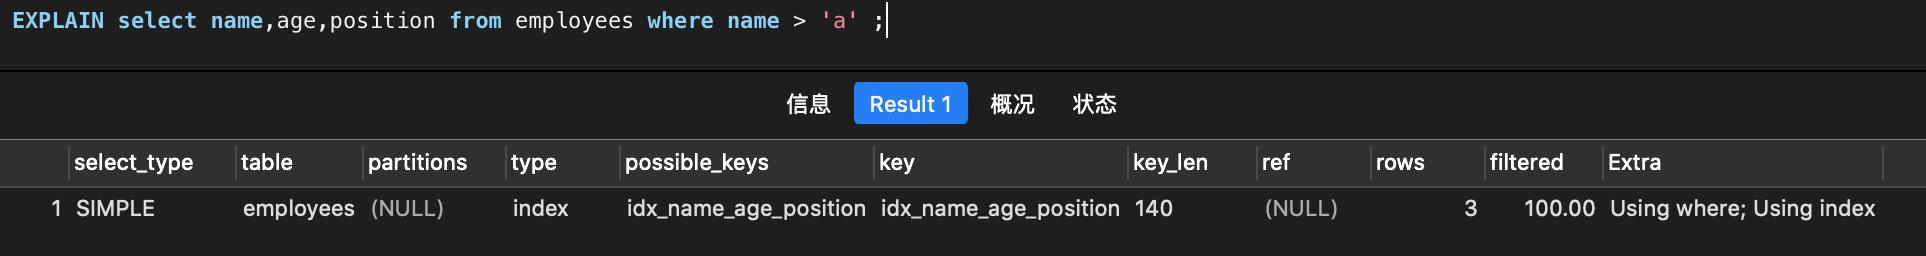 EXPLAIN select name,age,position from employees where name > 'a' ;
信息 Result 1 概况 状态
select_type table partitions type possible_keys key key_len ref rows filtered Extra
1 SIMPLE employees (NULL) index idx_name_age_position idx_name_age_position 140 (NULL) 3 100.00 Using where; Using index